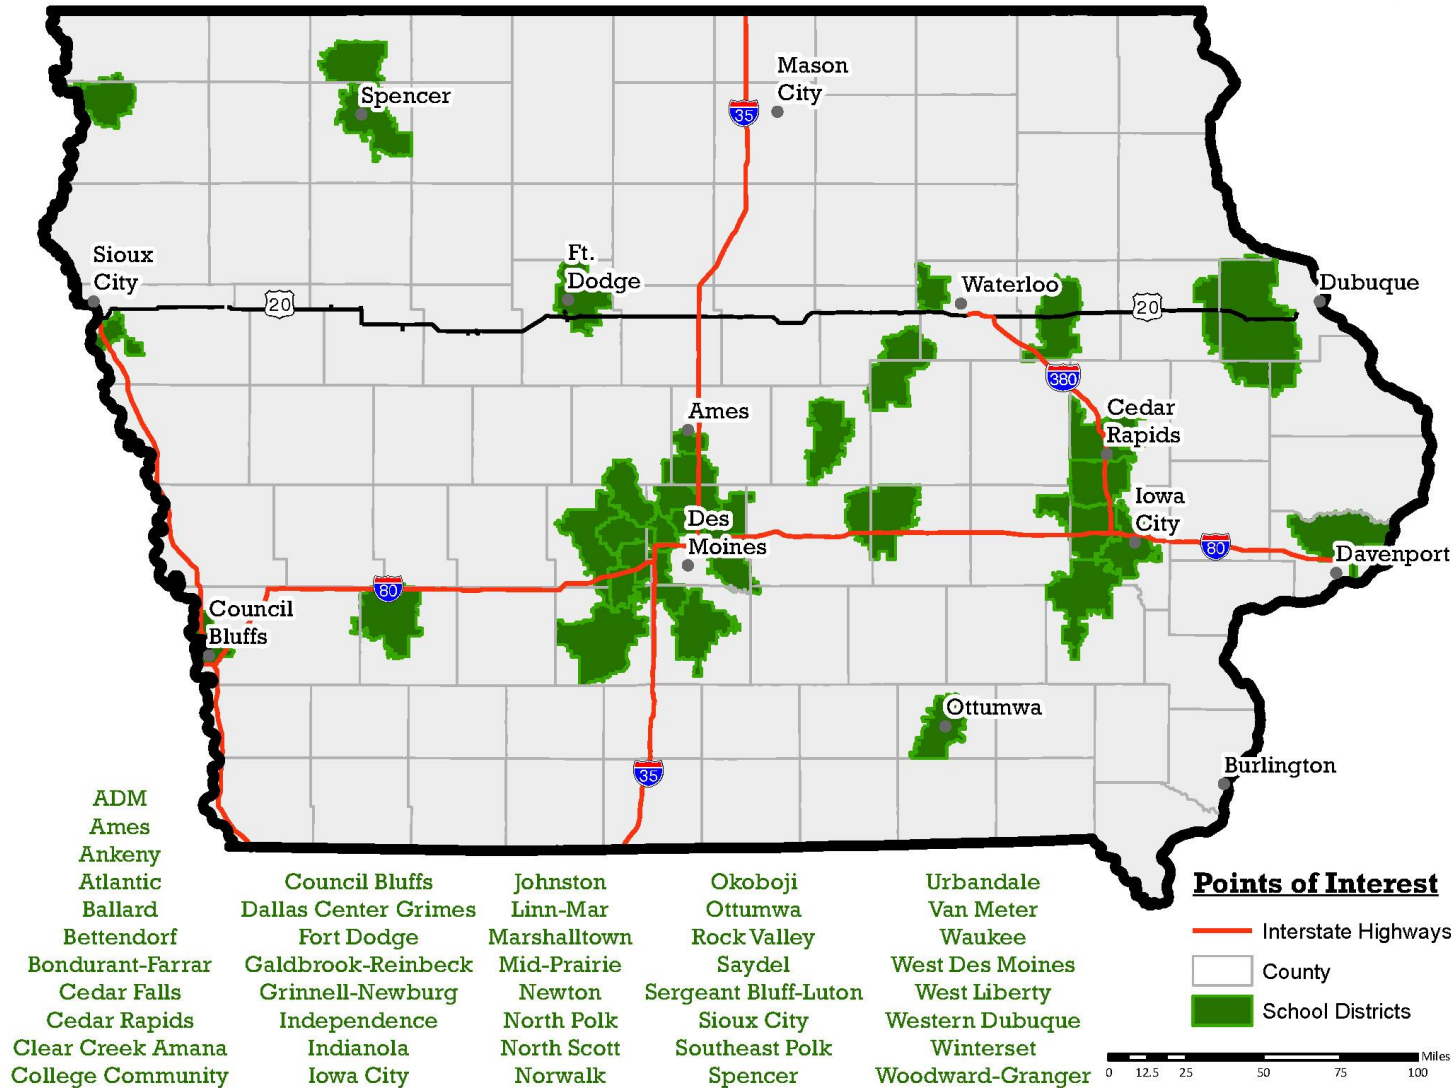 Mason
City
35
Spencer
Sioux
City
Ft.
Dodge
20
Waterloo
20
Dubuque
380
Ames
Cedar
Rapids
Iowa
City
Des
Moines
80
Davenport
80
Council
Bluffs
Ottumwa
35
Burlington
ADM
Ames
Ankeny
Atlantic
Ballard
Bettendorf
Bondurant-Farrar
Cedar Falls
Cedar Rapids
Clear Creek Amana
College Community
Council Bluffs
Dallas Center Grimes
Fort Dodge
Galdbrook-Reinbeck
Grinnell-Newburg
Independence
Indianola
Iowa City
Johnston
Linn-Mar
Marshalltown
Mid-Prairie
Newton
North Polk
North Scott
Norwalk
Okoboji
Ottumwa
Rock Valley
Saydel
Sergeant Bluff-Luton
Sioux City
Southeast Polk
Spencer
Urbandale
Van Meter
Waukee
West Des Moines
West Liberty
Western Dubuque
Winterset
Woodward-Granger
Points of Interest
Interstate Highways
County
School Districts
Miles
0 12.5 25 50 75 100